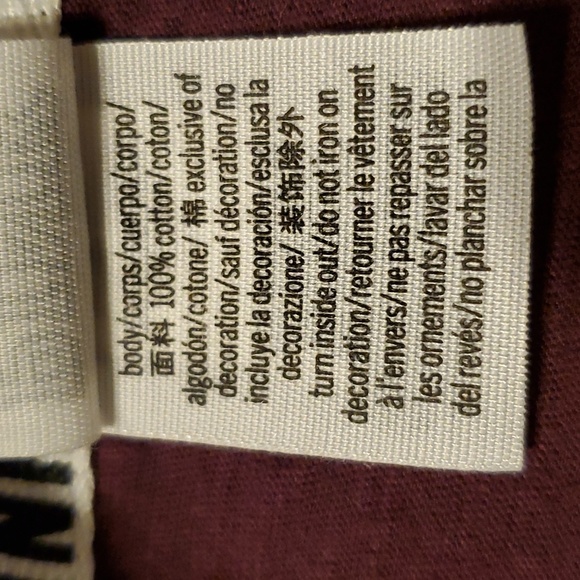 body/corps/cuerpo/corpo/
面料 100% cotton/coton/
algodón/cotone/ 棉 exclusive of
decoration/sauf décoration/no
incluye la decoración/esclusa la
decorazione/ 装饰除外
turn inside out/do not iron on
decoration/retourner le vêtement
à l'envers/ne pas repasser sur
les ornements/lavar del lado
del revés/no planchar sobre la
IN